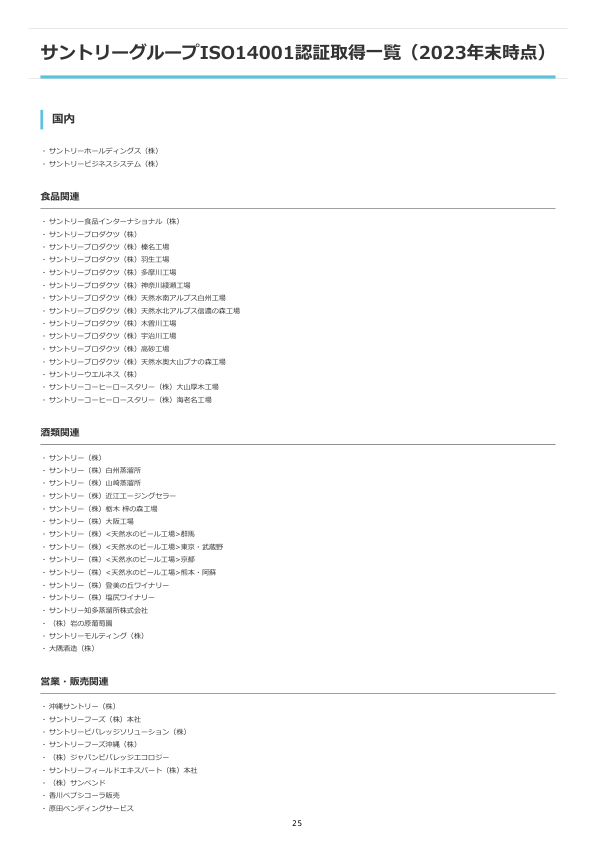 サントリーグループISO14001認証取得一覧（2023年末時点）
国内
・ サントリーホールディングス（株）
・ サントリービジネスシステム（株）
食品関連
・ サントリー食品インターナショナル（株）
・ サントリープロダクツ（株）
・ サントリープロダクツ（株）榛名工場
・ サントリープロダクツ（株）羽生工場
・ サントリープロダクツ（株）多摩川工場
・ サントリープロダクツ（株）神奈川綾瀬工場
・ サントリープロダクツ（株）天然水南アルプス白州工場
・ サントリープロダクツ（株）天然水北アルプス信濃の森工場
・ サントリープロダクツ（株）木曽川工場
・ サントリープロダクツ（株）宇治川工場
・ サントリープロダクツ（株）高砂工場
・ サントリープロダクツ（株）天然水奥大山ブナの森工場
・ サントリーウエルネス（株）
・ サントリーコーヒーロースタリー（株）大山厚木工場
・ サントリーコーヒーロースタリー（株）海老名工場
酒類関連
・ サントリー（株）
・ サントリー（株）白州蒸溜所
・ サントリー（株）山崎蒸溜所
・ サントリー（株）近江エージングセラー
・ サントリー（株）栃木 梓の森工場
・ サントリー（株）大阪工場
・ サントリー（株）<天然水のビール工場>群馬
・ サントリー（株）<天然水のビール工場>東京・武蔵野
・ サントリー（株）<天然水のビール工場>京都
・ サントリー（株）<天然水のビール工場>熊本・阿蘇
・ サントリー（株）登美の丘ワイナリー
・ サントリー（株）塩尻ワイナリー
・ サントリー知多蒸溜所株式会社
・ （株）岩の原葡萄園
・ サントリーモルティング（株）
・ 大隅酒造（株）
営業・販売関連
・ 沖縄サントリー（株）
・ サントリーフーズ（株）本社
・ サントリービバレッジソリューション（株）
・ サントリーフーズ沖縄（株）
・ （株）ジャパンビバレッジエコロジー
・ サントリーフィールドエキスパート（株）本社
・ （株）サンベンド
・ 香川ペプシコーラ販売
・ 原田ベンディングサービス
25